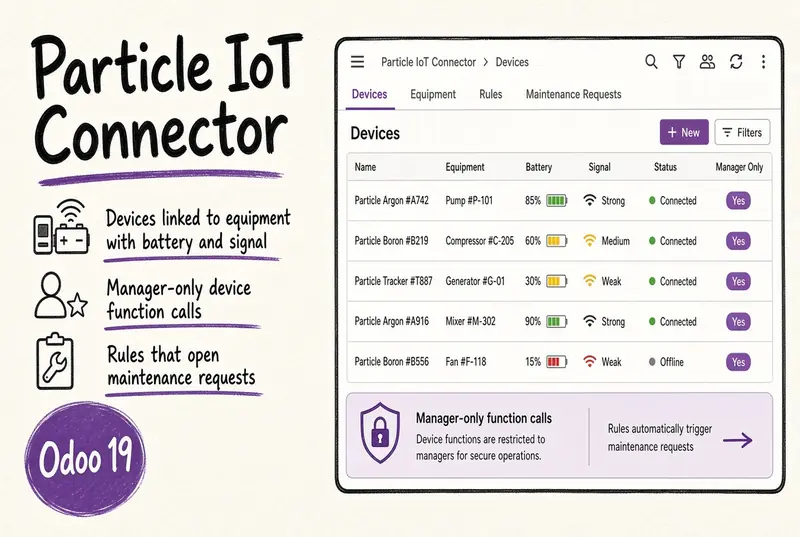 Particle IoT
Connector
Devices linked to equipment
with battery and signal
Manager-only device
function calls
Rules that open
maintenance requests
Odoo 19
Particle IoT Connector > Devices
Devices Equipment Rules Maintenance Requests
Devices
+ New Filters
Name Equipment Battery Signal Status Manager Only
Particle Argon #A742 Pump #P-101 85% Strong Connected Yes
Particle Boron #B219 Compressor #C-205 60% Medium Connected Yes
Particle Tracker #T887 Generator #G-01 30% Weak Connected Yes
Particle Argon #A916 Mixer #M-302 90% Strong Connected Yes
Particle Boron #B556 Fan #F-118 15% Weak Offline Yes
Manager-only function calls
Device functions are restricted to
managers for secure operations.
Rules automatically trigger
maintenance requests